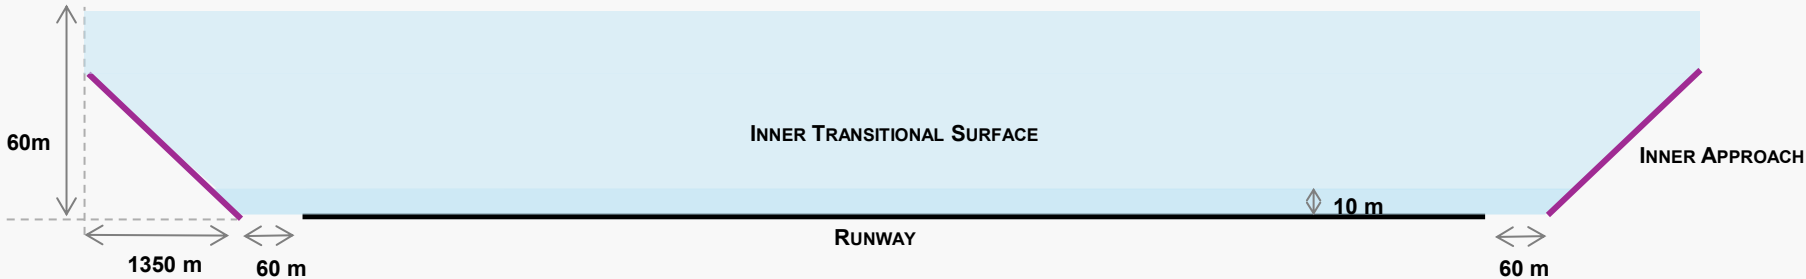 60m
INNER TRANSITIONAL SURFACE
INNER APPROACH
10 m
RUNWAY
1350 m
60 m
60 m